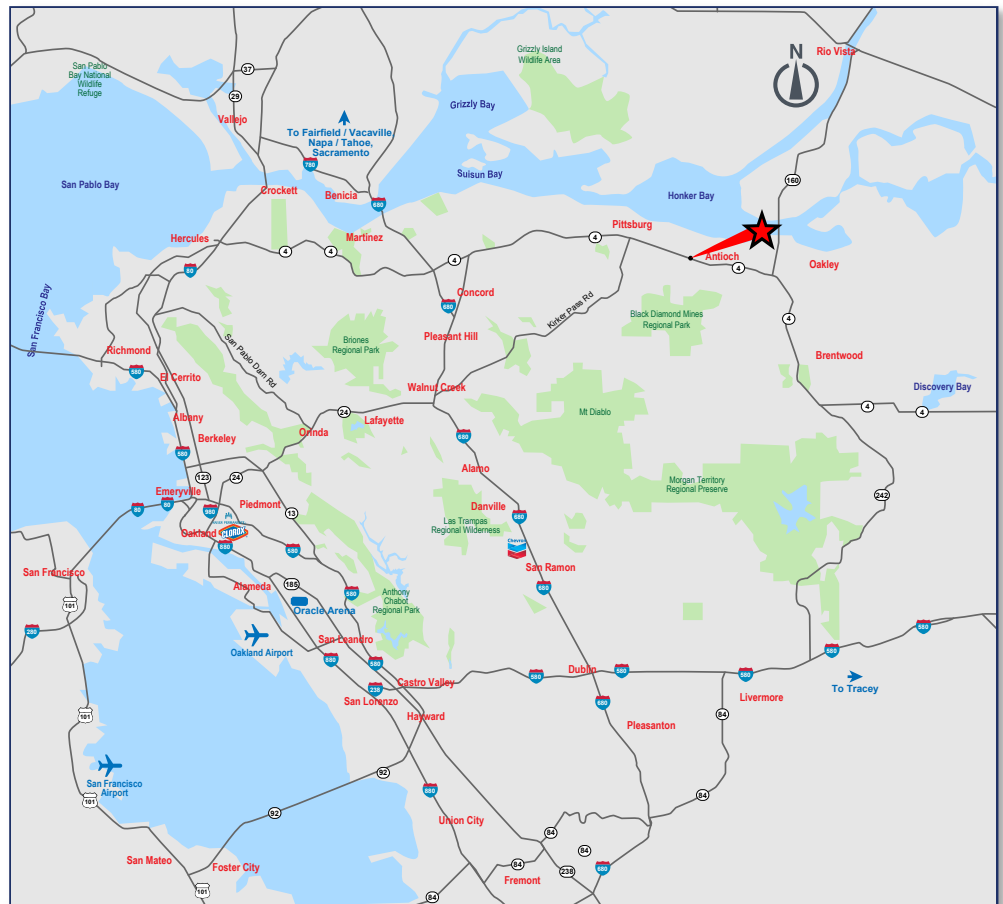 San Pablo
Bay National
Wildlife
Refuge
37
29
Vallejo
To Fairfield / Vacaville
Napa / Tahoe,
Sacramento
780
Grizzly Island
Wildlife Area
Grizzly Bay
N
Rio Vista
San Pablo Bay
Crockett
Benicia
680
Suisun Bay
Honker Bay
160
Hercules
80
4
Martinez
4
4
4
Pittsburg
Antioch
4
Oakley
San Francisco Bay
Concord
680
Pleasant Hill
Kirker Pass Rd
Black Diamond Mines
Regional Park
4
Brentwood
Richmond
580
El Cerrito
San Pablo Dam Rd
Briones
Regional Park
Walnut Creek
Discovery Bay
4
4
Albany
Berkeley
Orinda
24
Lafayette
680
Mt Diablo
580
123
24
Alamo
Morgan Territory
Regional Preserve
242
Emeryville
80
80
980
Piedmont
13
Danville
680
Las Trampas
Regional Wilderness
Oakland
CLOROX
880
580
Chevron
San Ramon
680
San Francisco
101
280
Alameda
185
Oracle Arena
580
Anthony
Chabot
Regional Park
Oakland Airport
San Leandro
880
580
238
Castro Valley
San Lorenzo
Hayward
580
Dublin
580
680
580
Livermore
580
580
To Tracey
101
Pleasanton
84
San Francisco
Airport
101
92
92
880
Union City
84
84
84
San Mateo
Foster City
101
84
84
238
Fremont
680